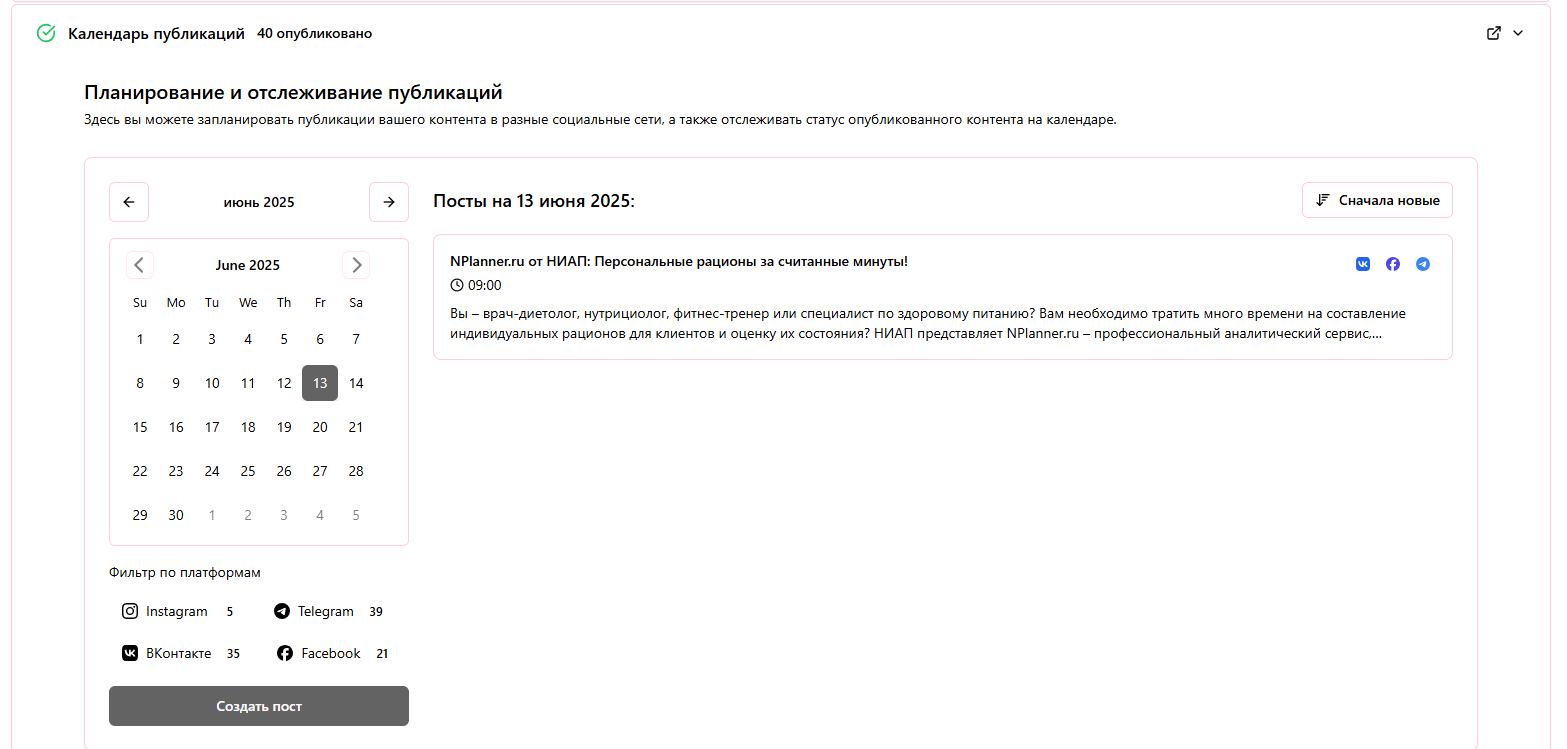 Календарь публикаций 40 опубликовано
Планирование и отслеживание публикаций
Здесь вы можете запланировать публикации вашего контента в разные социальные сети, а также отслеживать статус опубликованного контента на календаре.
июнь 2025
June 2025
Su Mo Tu We Th Fr Sa
1 2 3 4 5 6 7
8 9 10 11 12 13 14
15 16 17 18 19 20 21
22 23 24 25 26 27 28
29 30 1 2 3 4 5
Фильтр по платформам
Instagram 5 Telegram 39
ВКонтакте 35 Facebook 21
Создать пост
Посты на 13 июня 2025:
Сначала новые
NPlanner.ru от НИАП: Персональные рационы за считанные минуты!
09:00
Вы – врач-диетолог, нутрициолог, фитнес-тренер или специалист по здоровому питанию? Вам необходимо тратить много времени на составление
индивидуальных рационов для клиентов и оценку их состояния? НИАП представляет NPlanner.ru – профессиональный аналитический сервис,...